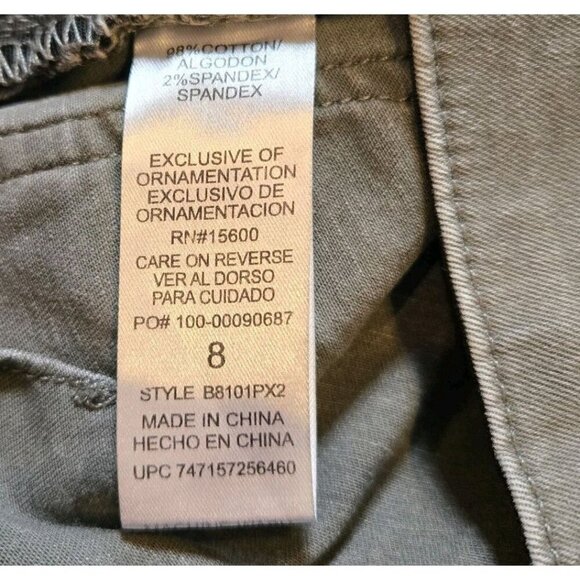 98%COTTON/
ALGODON
2%SPANDEX/
SPANDEX
EXCLUSIVE OF
ORNAMENTATION
EXCLUSIVO DE
ORNAMENTACION
RN#15600
CARE ON REVERSE
VER AL DORSO
PARA CUIDADO
PO# 100-00090687
8
STYLE B8101PX2
MADE IN CHINA
HECHO EN CHINA
UPC 747157256460